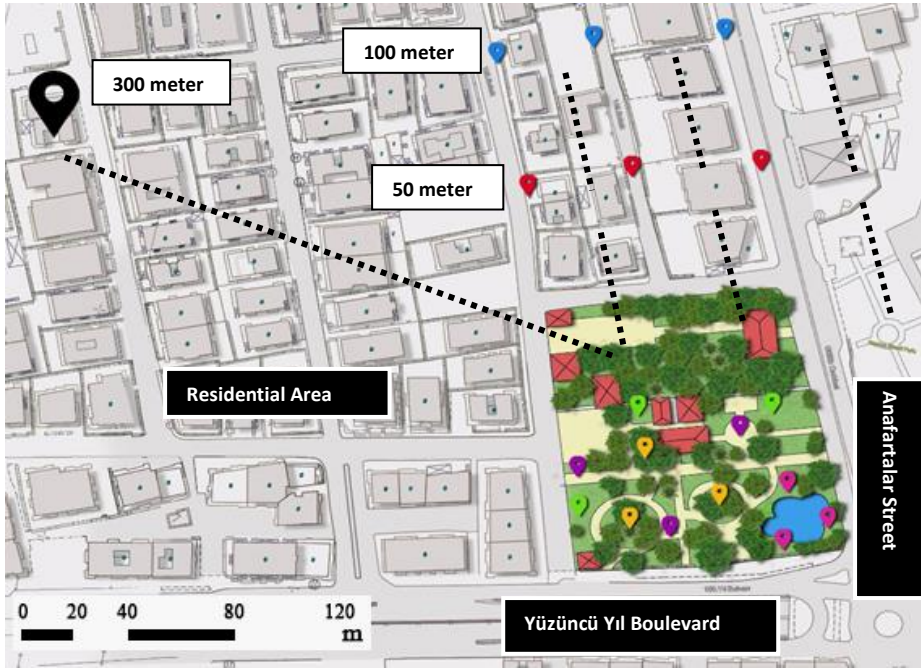 100 meter
300 meter
50 meter
Residential Area
Anafartalar Street
Yüzüncü Yıl Boulevard
0 20 40 80 120
m